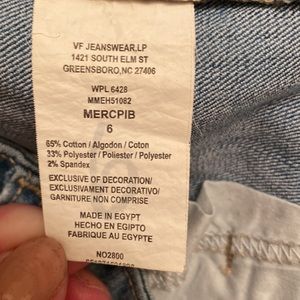 VF JEANSWEAR,LP
1421 SOUTH ELM ST
GREENSBORO,NC 27406
WPL 6428
MMEH51082
MERCPIB
6
65% Cotton / Algodon / Coton
33% Polyester / Poliester / Polyester
2% Spandex
EXCLUSIVE OF DECORATION/
EXCLUSIVAMENT DECORATIVO/
GARNITURE NON COMPRISE
MADE IN EGYPT
HECHO EN EGIPTO
FABRIQUE AU EGYPTE
NO2800